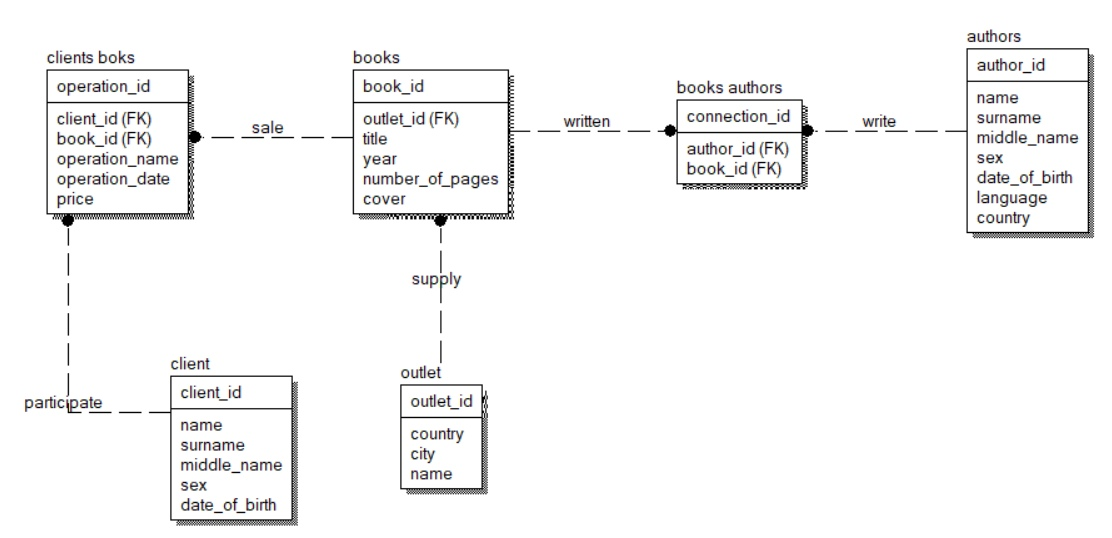 clients boks
operation_id
client_id (FK)
book_id (FK)
operation_name
operation_date
price
sale
books
book_id
outlet_id (FK)
title
year
number_of_pages
cover
written
books authors
connection_id
author_id (FK)
book_id (FK)
write
authors
author_id
name
surname
middle_name
sex
date_of_birth
language
country
participate
client
client_id
name
surname
middle_name
sex
date_of_birth
supply
outlet
outlet_id
country
city
name